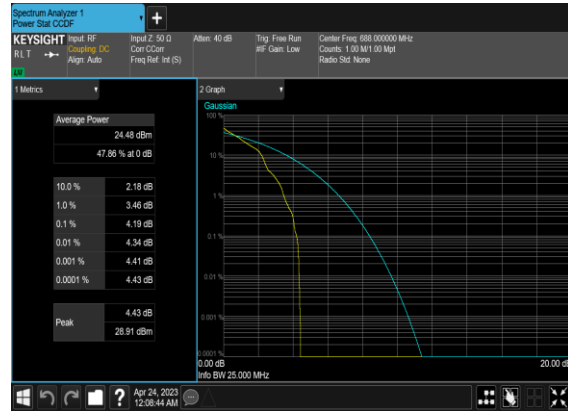 Spectrum Analyzer 1
Power Stat CCDF
+
KEYSIGHT
RLT
LXI
Input: RF
Coupling: DC
Align: Auto
Input Z: 50 Ω
Corr CCorr
Freq Ref: Int (S)
Atten: 40 dB
Trig: Free Run
#IF Gain: Low
Center Freq: 688.000000 MHz
Counts: 1.00 M/1.00 Mpt
Radio Std: None
1 Metrics
Average Power
24.48 dBm
47.86 % at 0 dB
10.0 % 2.18 dB
1.0 % 3.46 dB
0.1 % 4.19 dB
0.01 % 4.34 dB
0.001 % 4.41 dB
0.0001 % 4.43 dB
Peak
4.43 dB
28.91 dBm
2 Graph
Gaussian
100 %
10 %
1 %
0.1 %
0.01 %
0.001 %
0.0001 %
0.00 dB
20.00 dB
Info BW 25.000 MHz
?
Apr 24, 2023
12:08:44 AM